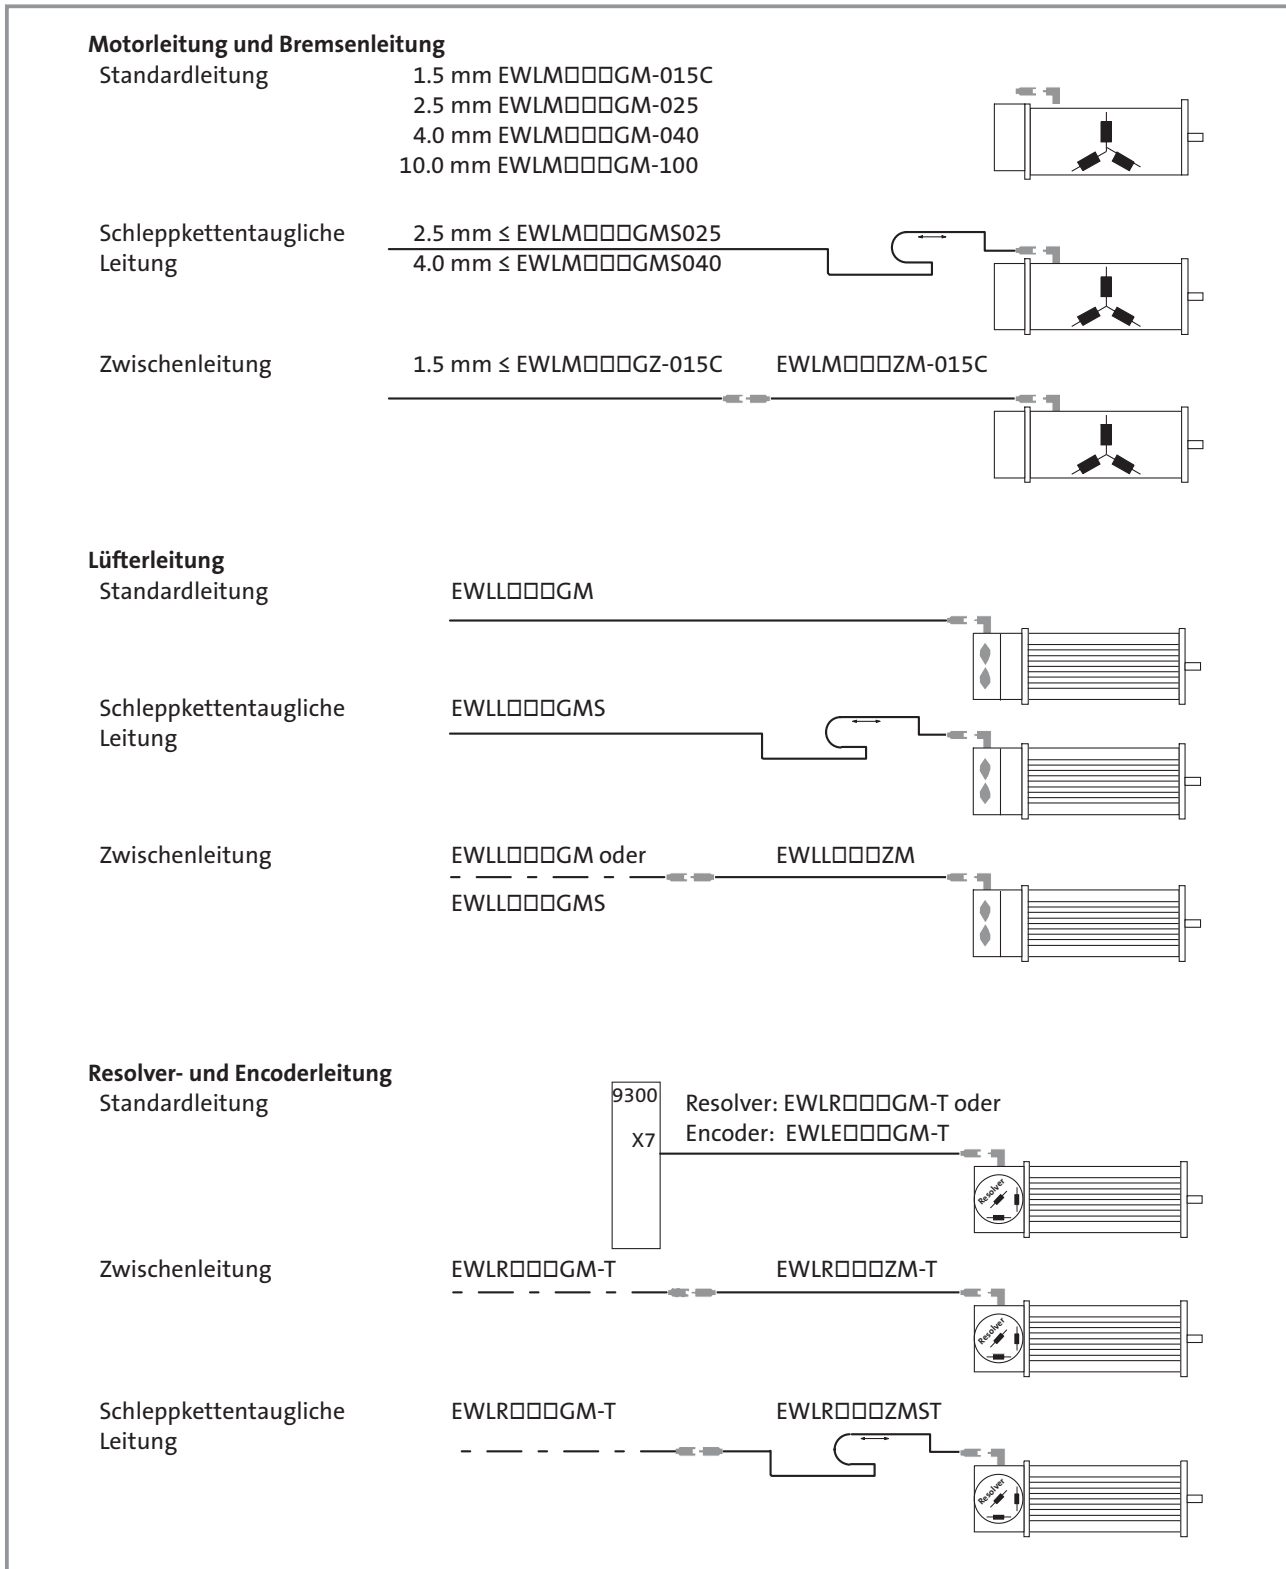 Motorleitung und Bremsenleitung
Standardleitung 1.5 mm EWLM□□□GM-015C
2.5 mm EWLM□□□GM-025
4.0 mm EWLM□□□GM-040
10.0 mm EWLM□□□GM-100
Schleppkettentaugliche 2.5 mm ≤ EWLM□□□GMS025
Leitung 4.0 mm ≤ EWLM□□□GMS040
Zwischenleitung 1.5 mm ≤ EWLM□□□GZ-015C EWLM□□□ZM-015C
Lüfterleitung
Standardleitung EWLL□□□GM
Schleppkettentaugliche EWLL□□□GMS
Leitung
Zwischenleitung EWLL□□□GM oder EWLL□□□ZM
EWLL□□□GMS
Resolver- und Encoderleitung
Standardleitung 9300 Resolver: EWLR□□□GM-T oder
X7 Encoder: EWLE□□□GM-T
Resolver
Zwischenleitung EWLR□□□GM-T EWLR□□□ZM-T
Resolver
Schleppkettentaugliche EWLR□□□GM-T EWLR□□□ZMST
Leitung
Resolver